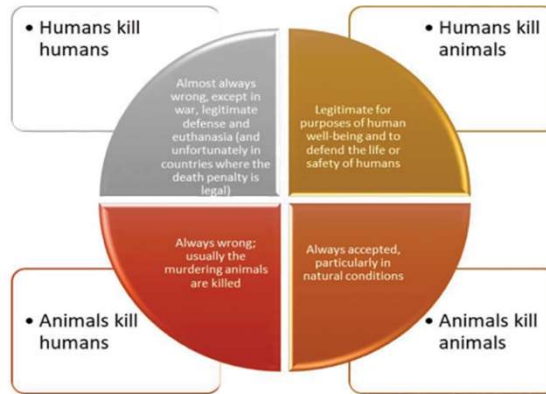 • Humans kill
humans
• Humans kill
animals
Almost always
wrong, except in
war, legitimate
defense and
euthanasia (and
unfortunately in
countries where the
death penalty is
legal)
Legitimate for
purposes of human
well-being and to
defend the life or
safety of humans
Always wrong;
usually the
murdering animals
are killed
Always accepted,
particularly in
natural conditions
• Animals kill
humans
• Animals kill
animals